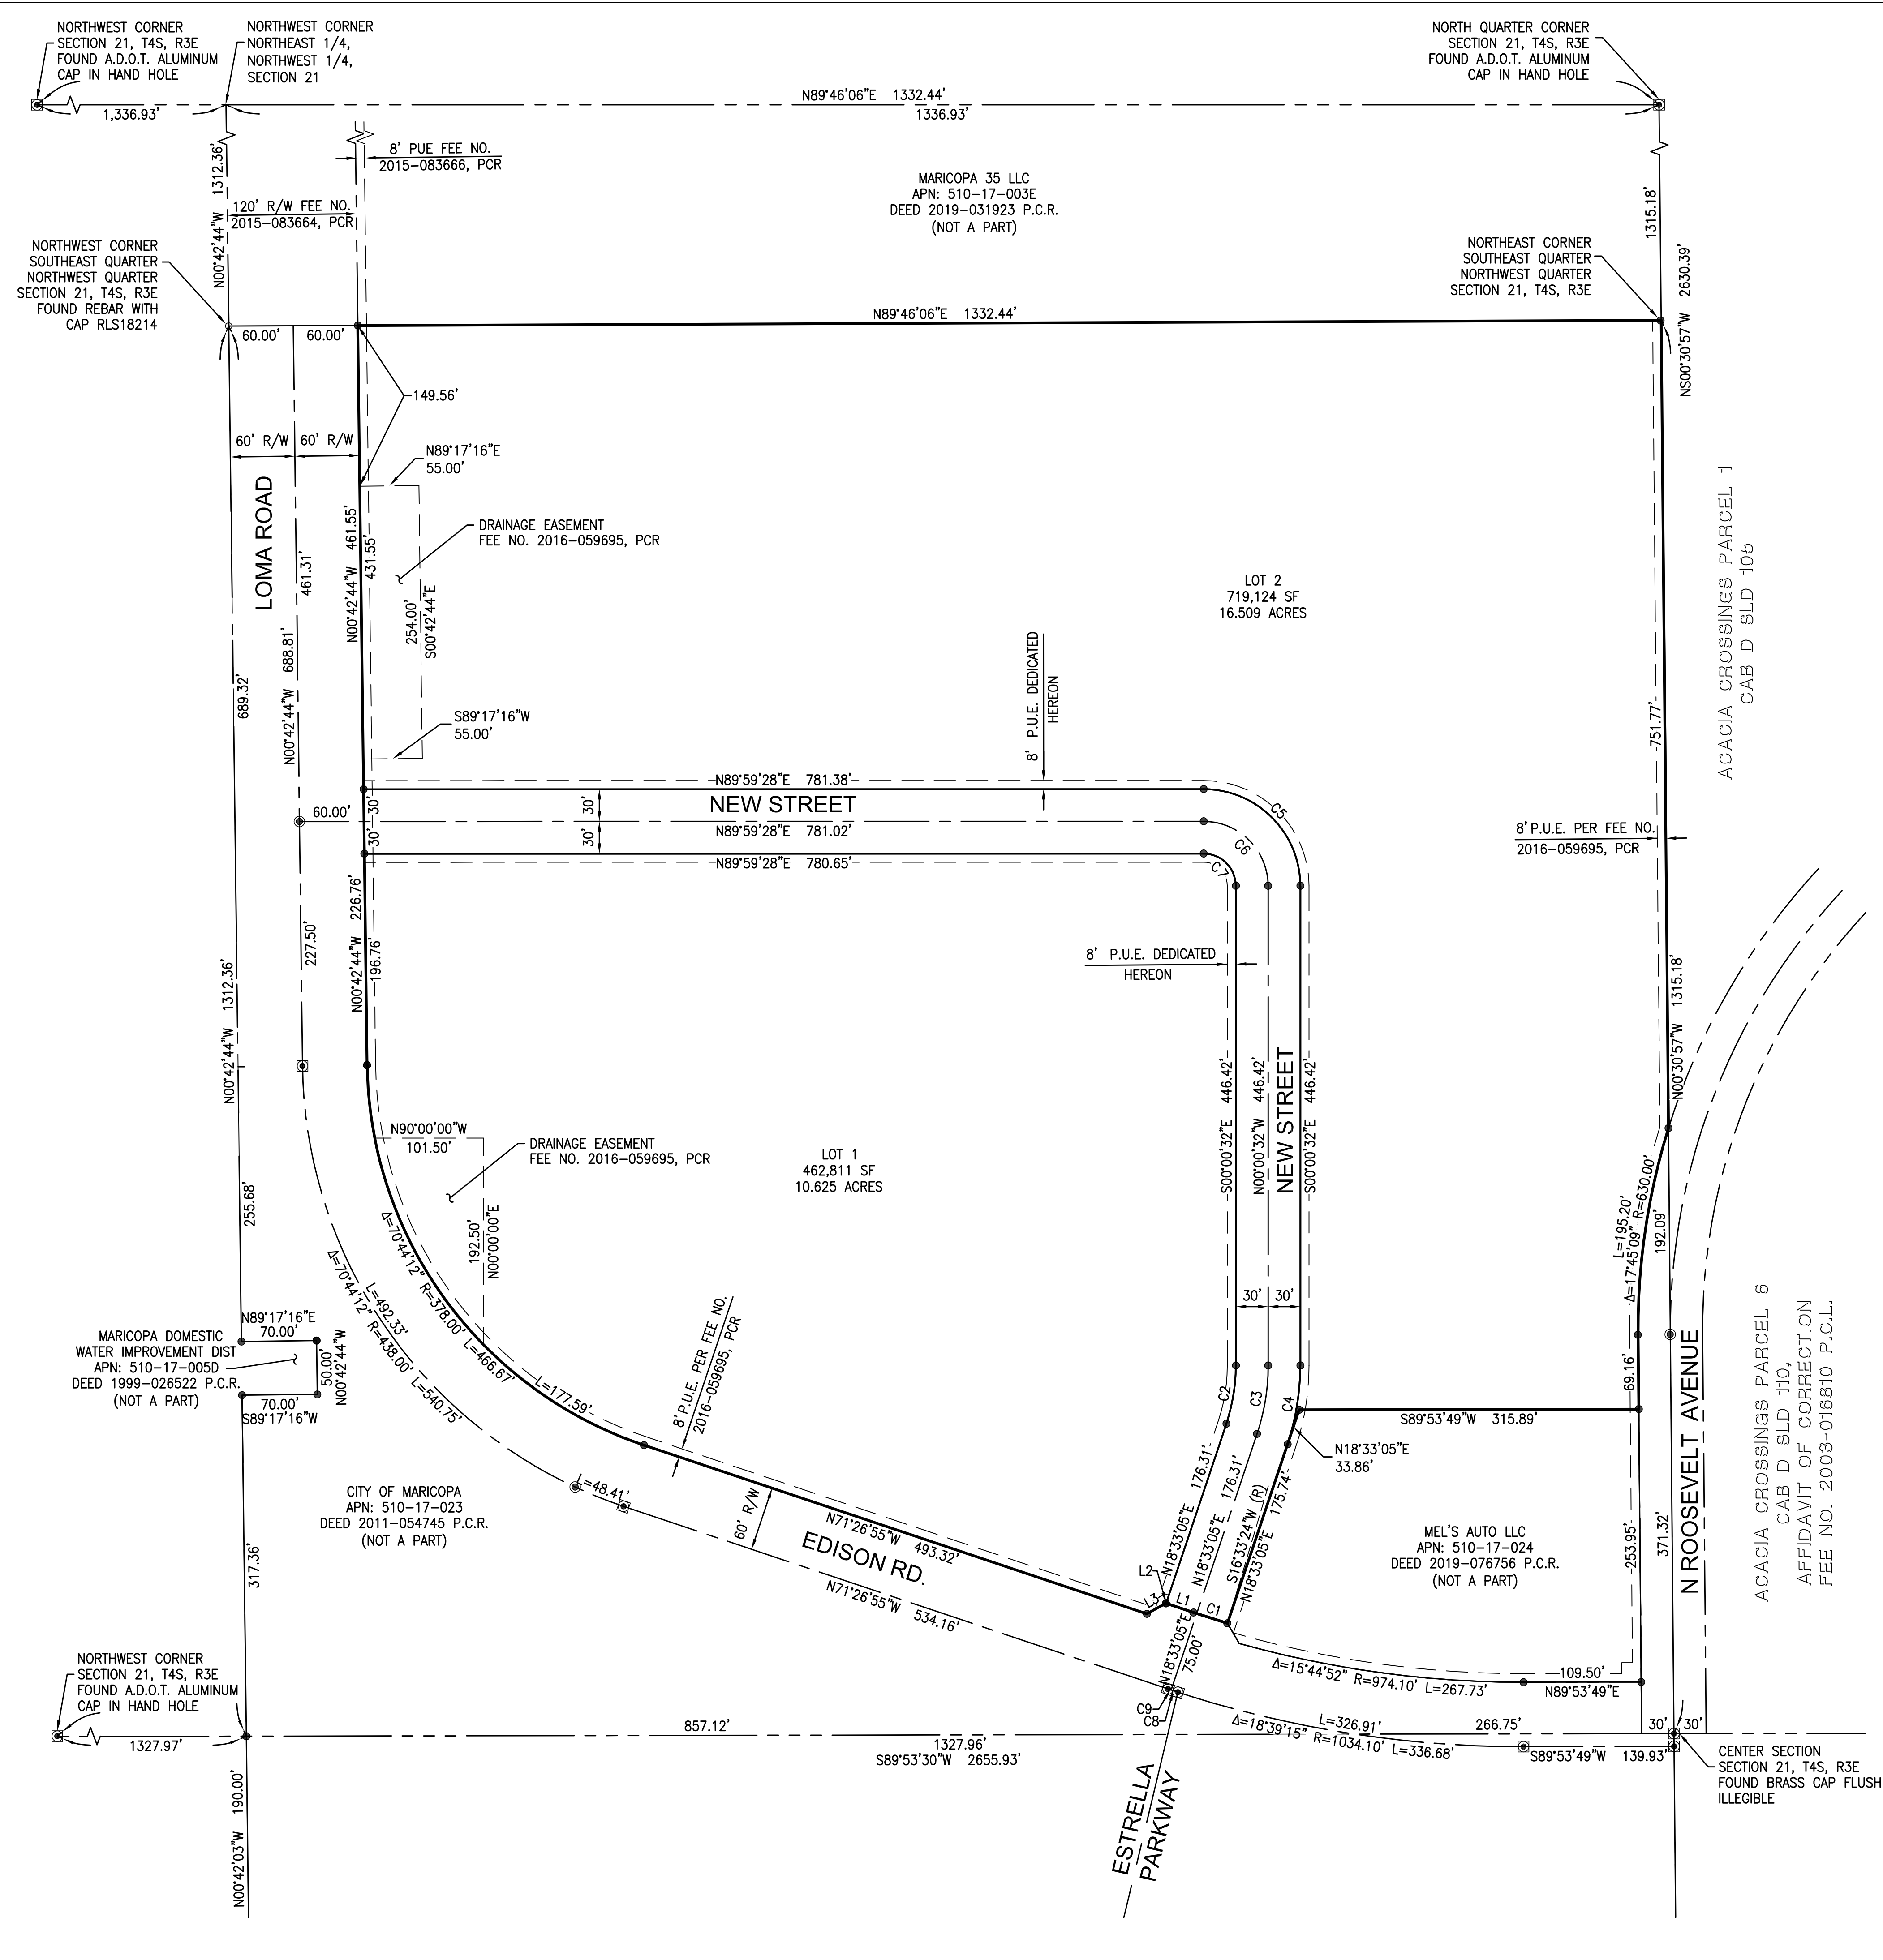 NORTHWEST CORNER
SECTION 21, T4S, R3E
FOUND A.D.O.T. ALUMINUM
CAP IN HAND HOLE
NORTHWEST CORNER
NORTHEAST 1/4,
NORTHWEST 1/4,
SECTION 21
NORTH QUARTER CORNER
SECTION 21, T4S, R3E
FOUND A.D.O.T. ALUMINUM
CAP IN HAND HOLE
1,336.93'
N89°46'06"E 1332.44'
1336.93'
N00°42'44"W 1312.36'
8' PUE FEE NO.
2015-083666, PCR
120' R/W FEE NO.
2015-083664, PCR
MARICOPA 35 LLC
APN: 510-17-003E
DEED 2019-031923 P.C.R.
(NOT A PART)
1315.18'
NS00°30'57"W 2630.39'
NORTHWEST CORNER
SOUTHEAST QUARTER
NORTHWEST QUARTER
SECTION 21, T4S, R3E
FOUND REBAR WITH
CAP RLS18214
NORTHEAST CORNER
SOUTHEAST QUARTER
NORTHWEST QUARTER
SECTION 21, T4S, R3E
60.00'
60.00'
N89°46'06"E 1332.44'
149.56'
60' R/W
60' R/W
LOMA ROAD
N89°17'16"E
55.00'
DRAINAGE EASEMENT
FEE NO. 2016-059695, PCR
N00°42'44"W 461.55'
431.55'
461.31'
254.00'
S00°42'44"E
N00°42'44"W 688.81'
689.32'
S89°17'16"W
55.00'
LOT 2
719,124 SF
16.509 ACRES
8' P.U.E. DEDICATED
HEREON
ACACIA CROSSINGS PARCEL 1
CAB D SLD 105
751.77'
N89°59'28"E 781.38'
NEW STREET
60.00'
30'
30'
30'
30'
N89°59'28"E 781.02'
N89°59'28"E 780.65'
C5
C6
C7
8' P.U.E. PER FEE NO.
2016-059695, PCR
N00°42'44"W 226.76'
196.76'
227.50'
N00°42'44"W 1312.36'
8' P.U.E. DEDICATED
HEREON
N00°30'57"W 1315.18'
S00°00'32"E 446.42'
N00°00'32"W 446.42'
NEW STREET
S00°00'32"E 446.42'
N90°00'00"W
101.50'
DRAINAGE EASEMENT
FEE NO. 2016-059695, PCR
LOT 1
462,811 SF
10.625 ACRES
192.50'
N00°00'00"E
255.68'
Δ=70°44'12" R=378.00' L=466.67'
L=177.59'
L=492.33'
Δ=70°44'12" R=438.00' L=540.75'
L=48.41'
L=195.20'
Δ=17°45'09" R=630.00'
192.09'
30'
30'
N89°17'16"E
70.00'
50.00'
N00°42'44"W
70.00'
S89°17'16"W
MARICOPA DOMESTIC
WATER IMPROVEMENT DIST
APN: 510-17-005D
DEED 1999-026522 P.C.R.
(NOT A PART)
8' P.U.E. PER FEE NO.
2016-059695, PCR
C2
C3
C4
69.16'
S89°53'49"W 315.89'
N18°33'05"E
33.86'
N ROOSEVELT AVENUE
ACACIA CROSSINGS PARCEL 6
CAB D SLD 110,
AFFIDAVIT OF CORRECTION
FEE NO. 2003-016810 P.C.L.
CITY OF MARICOPA
APN: 510-17-023
DEED 2011-054745 P.C.R.
(NOT A PART)
317.36'
60' R/W
N71°26'55"W 493.32'
EDISON RD.
N71°26'55"W 534.16'
N18°33'05"E 176.31'
N18°33'05"E 176.31'
S16°33'24"W (R)
N18°33'05"E 175.74'
MEL'S AUTO LLC
APN: 510-17-024
DEED 2019-076756 P.C.R.
(NOT A PART)
253.95'
371.32'
L2
L3
L1
C1
N18°33'05"E
75.00'
C9
C8
Δ=15°44'52" R=974.10' L=267.73'
109.50'
N89°53'49"E
NORTHWEST CORNER
SECTION 21, T4S, R3E
FOUND A.D.O.T. ALUMINUM
CAP IN HAND HOLE
1327.97'
857.12'
1327.96'
S89°53'30"W 2655.93'
L=326.91'
Δ=18°39'15" R=1034.10' L=336.68'
266.75'
30'
30'
S89°53'49"W 139.93'
CENTER SECTION
SECTION 21, T4S, R3E
FOUND BRASS CAP FLUSH
ILLEGIBLE
N00°42'03"W 190.00'
ESTRELLA
PARKWAY